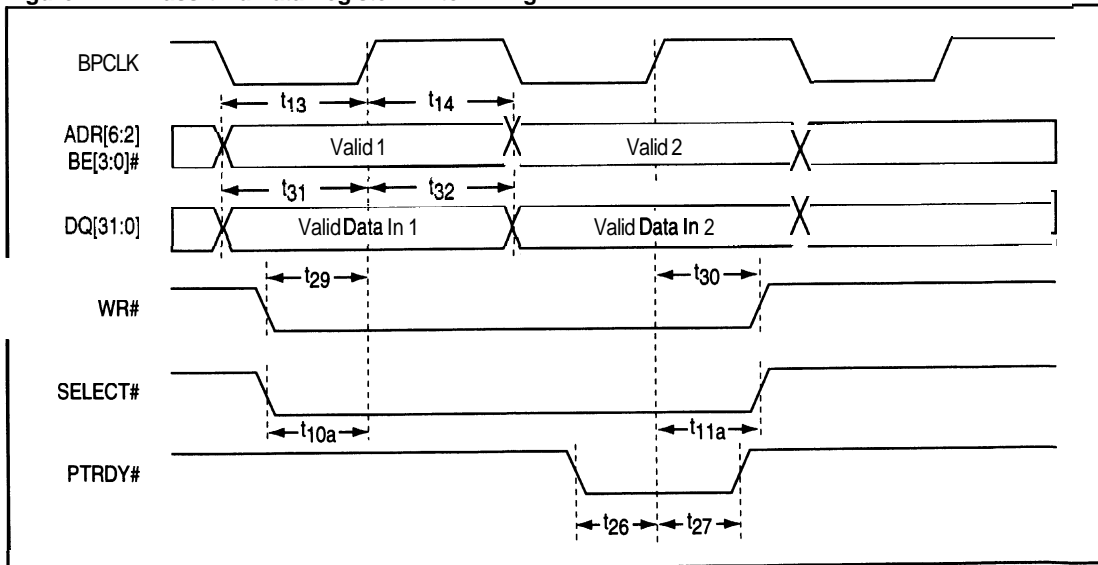 BPCLK
t13 t14
ADR[6:2]
BE[3:0]#
Valid 1 Valid 2
t31 t32
DQ[31:0]
Valid Data In 1 Valid Data In 2
t29 t30
WR#
SELECT#
t10a t11a
PTRDY#
t26 t27